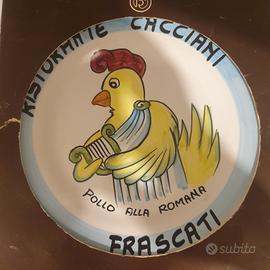 RISTORANTE CACCIANI
POLLO ALLA ROMANA
FRASCATI
subito